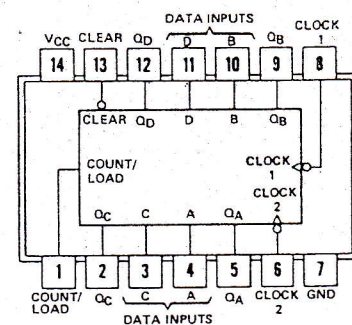 DATA INPUTS
CLOCK
VCC CLEAR QD D B QB 1
14 13 12 11 10 9 8
CLEAR QD D B QB
COUNT/
LOAD
CLOCK
1
CLOCK
2
QC C A QA
1 2 3 4 5 6 7
COUNT/ QC C A QA CLOCK GND
LOAD 2
DATA INPUTS